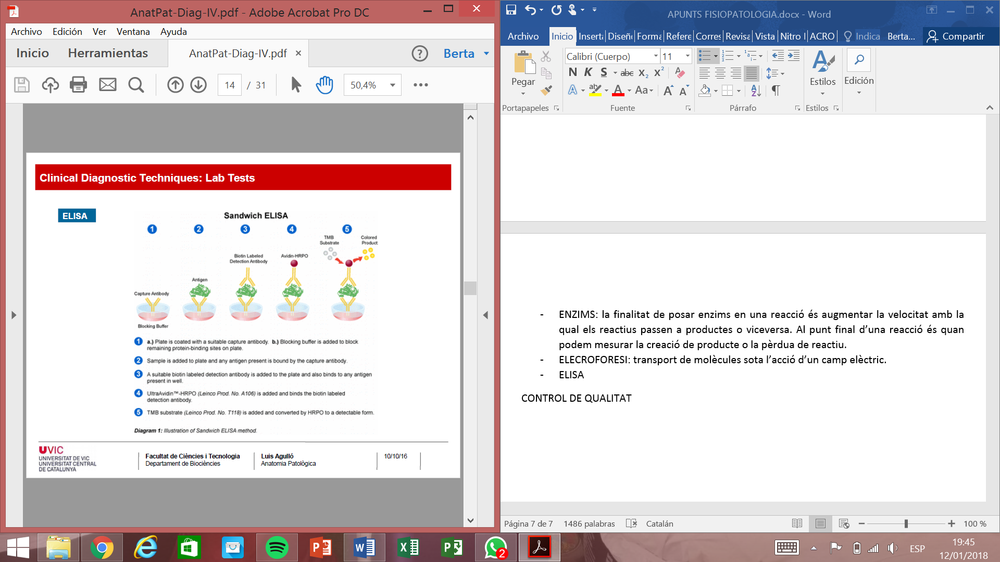 AnatPat-Diag-IV.pdf - Adobe Acrobat Pro DC
Archivo Edición Ver Ventana Ayuda
Inicio Herramientas AnatPat-Diag-IV.pdf × ? Berta
14 / 31 50,4%
Clinical Diagnostic Techniques: Lab Tests
ELISA
Sandwich ELISA
1 2 3 4 5
TMB Substrate
Colored Product
Biotin Labeled Detection Antibody
Avidin-HRPO
Antigen
Capture Antibody
Blocking Buffer
1 a.) Plate is coated with a suitable capture antibody. b.) Blocking buffer is added to block
remaining protein-binding sites on plate.
2 Sample is added to plate and any antigen present is bound by the capture antibody.
3 A suitable biotin labeled detection antibody is added to the plate and also binds to any antigen
present in well.
4 UltraAvidin™-HRPO (Leinco Prod. No. A106) is added and binds the biotin labeled
detection antibody.
5 TMB substrate (Leinco Prod. No. T118) is added and converted by HRPO to a detectable form.
Diagram 1: Illustration of Sandwich ELISA method.
UVIC
UNIVERSITAT DE VIC
UNIVERSITAT CENTRAL
DE CATALUNYA
Facultat de Ciències i Tecnologia
Departament de Biociències
Luis Agulló
Anatomia Patològica
10/10/16
APUNTS FISIOPATOLOGIA.docx - Word
Archivo Inicio Inserta Diseñ Forma Refere Corres Revisa Vista Nitro ACRO Indica Berta... Compartir
Calibri (Cuerpo) 11
N K S abc x₂ x²
A ab A Aa A A
Pegar Estilos Edición
Portapapeles Fuente Párrafo Estilos
- ENZIMS: la finalitat de posar enzims en una reacció és augmentar la velocitat amb la
qual els reactius passen a productes o viceversa. Al punt final d’una reacció és quan
podem mesurar la creació de producte o la pèrdua de reactiu.
- ELECROFORESI: transport de molècules sota l’acció d’un camp elèctric.
- ELISA
CONTROL DE QUALITAT
Página 7 de 7 1486 palabras Catalán 100 %
2
ESP
19:45
12/01/2018